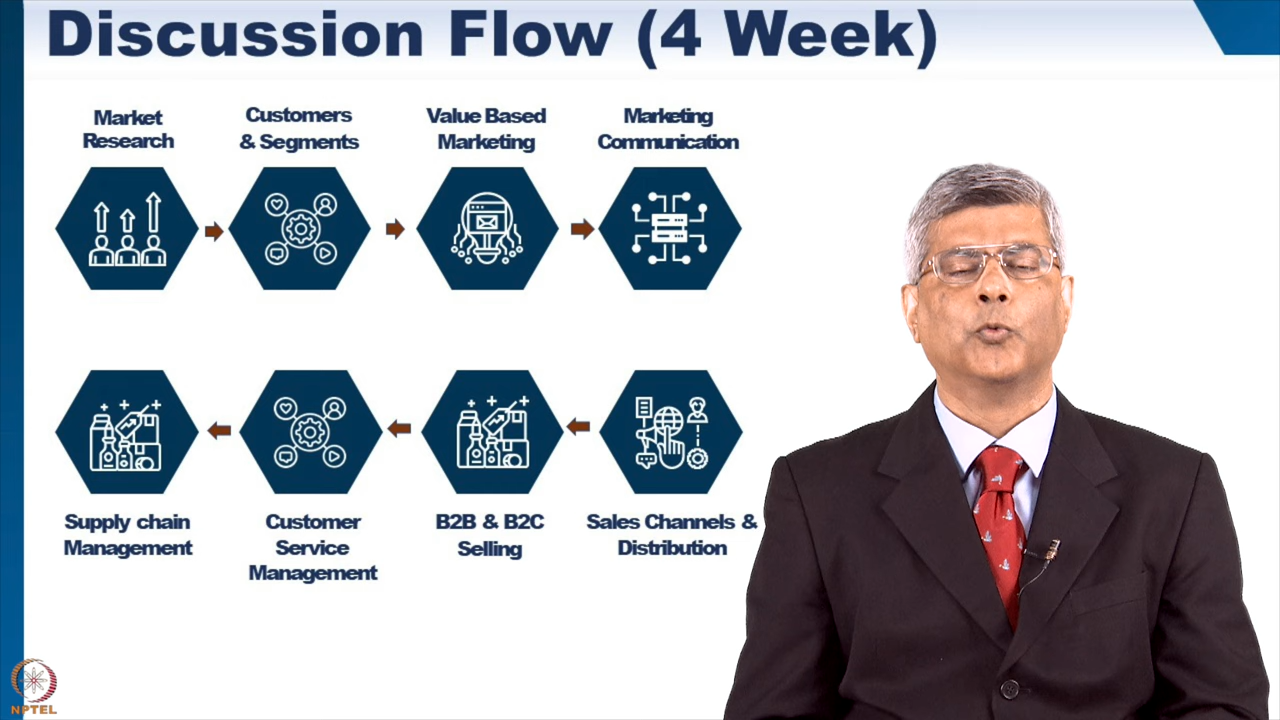 Discussion Flow (4 Week)
Market
Research
Customers
& Segments
Value Based
Marketing
Marketing
Communication
Supply chain
Management
Customer
Service
Management
B2B & B2C
Selling
Sales Channels &
Distribution
NPTEL